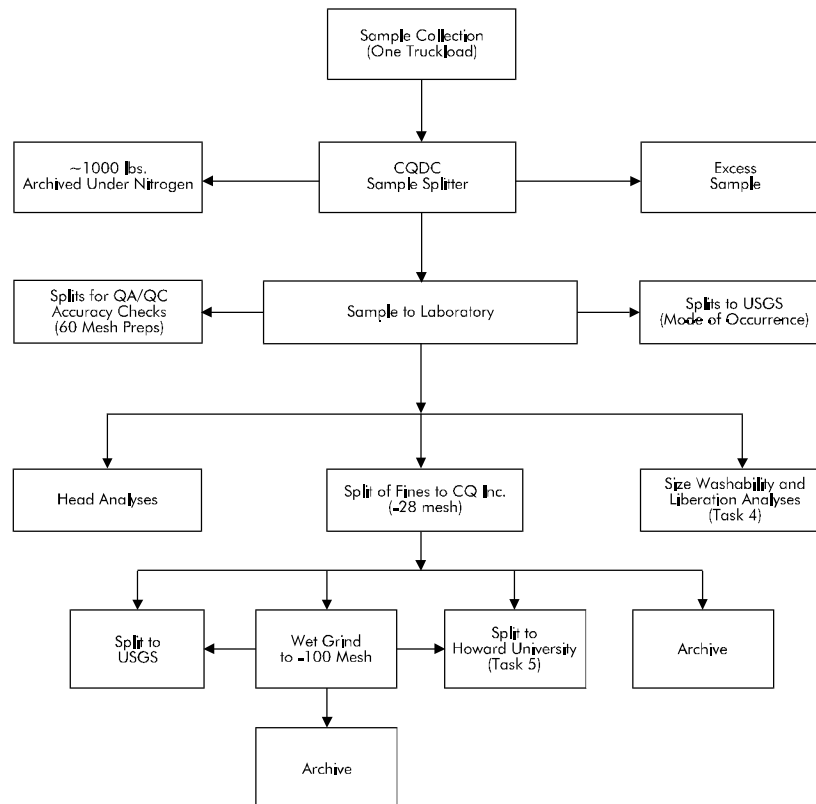 Sample Collection
(One Truckload)
~1000 lbs.
Archived Under Nitrogen
CQDC
Sample Splitter
Excess
Sample
Splits for QA/QC
Accuracy Checks
(60 Mesh Preps)
Sample to Laboratory
Splits to USGS
(Mode of Occurrence)
Head Analyses
Split of Fines to CQ Inc.
(-28 mesh)
Size Washability and
Liberation Analyses
(Task 4)
Split to
USGS
Wet Grind
to -100 Mesh
Split to
Howard University
(Task 5)
Archive
Archive